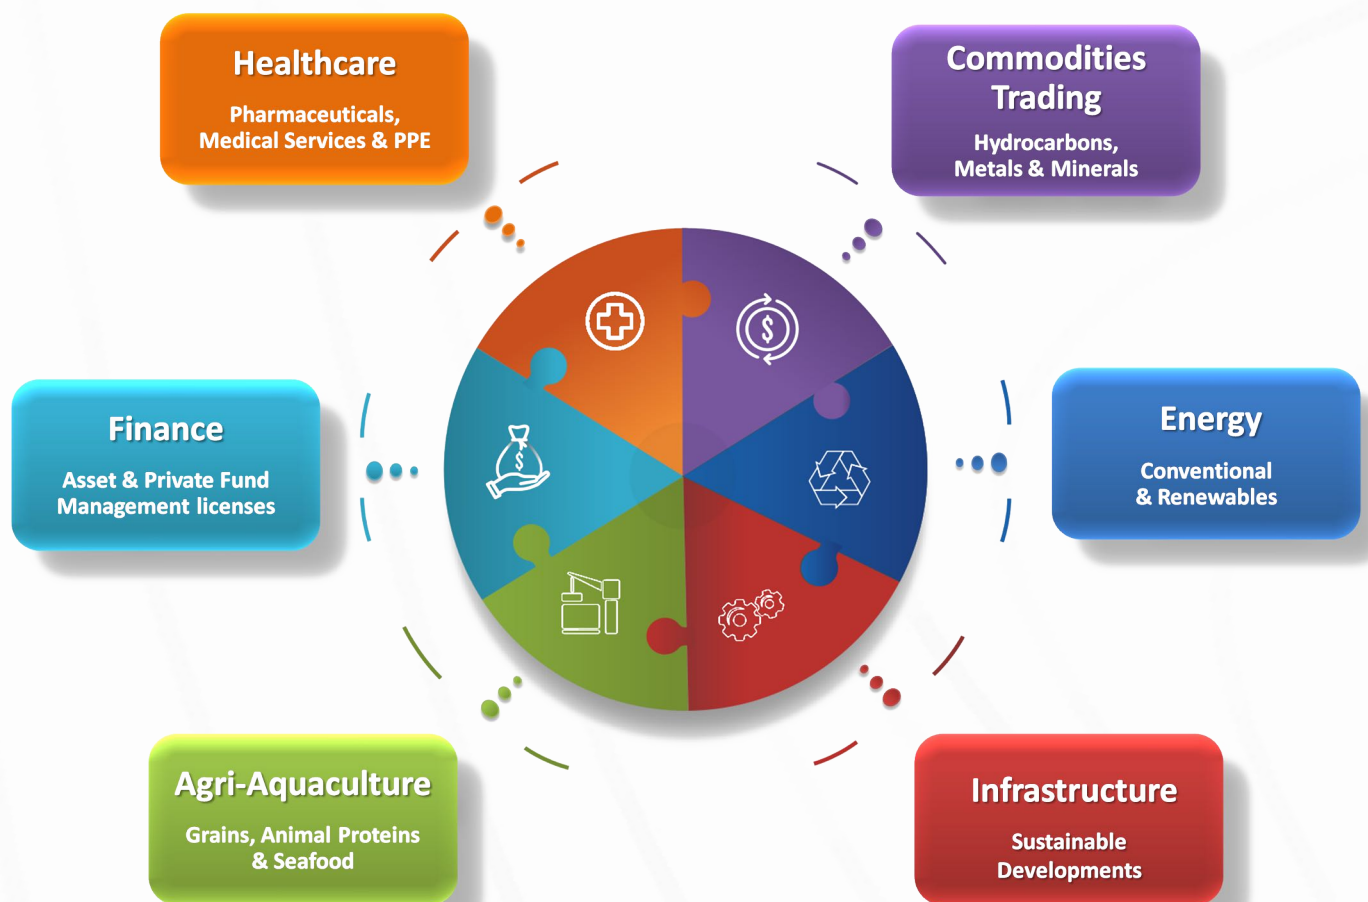 Healthcare
Pharmaceuticals,
Medical Services & PPE
Commodities
Trading
Hydrocarbons,
Metals & Minerals
$
Finance
Asset & Private Fund
Management licenses
$
Energy
Conventional
& Renewables
Agri-Aquaculture
Grains, Animal Proteins
& Seafood
Infrastructure
Sustainable
Developments